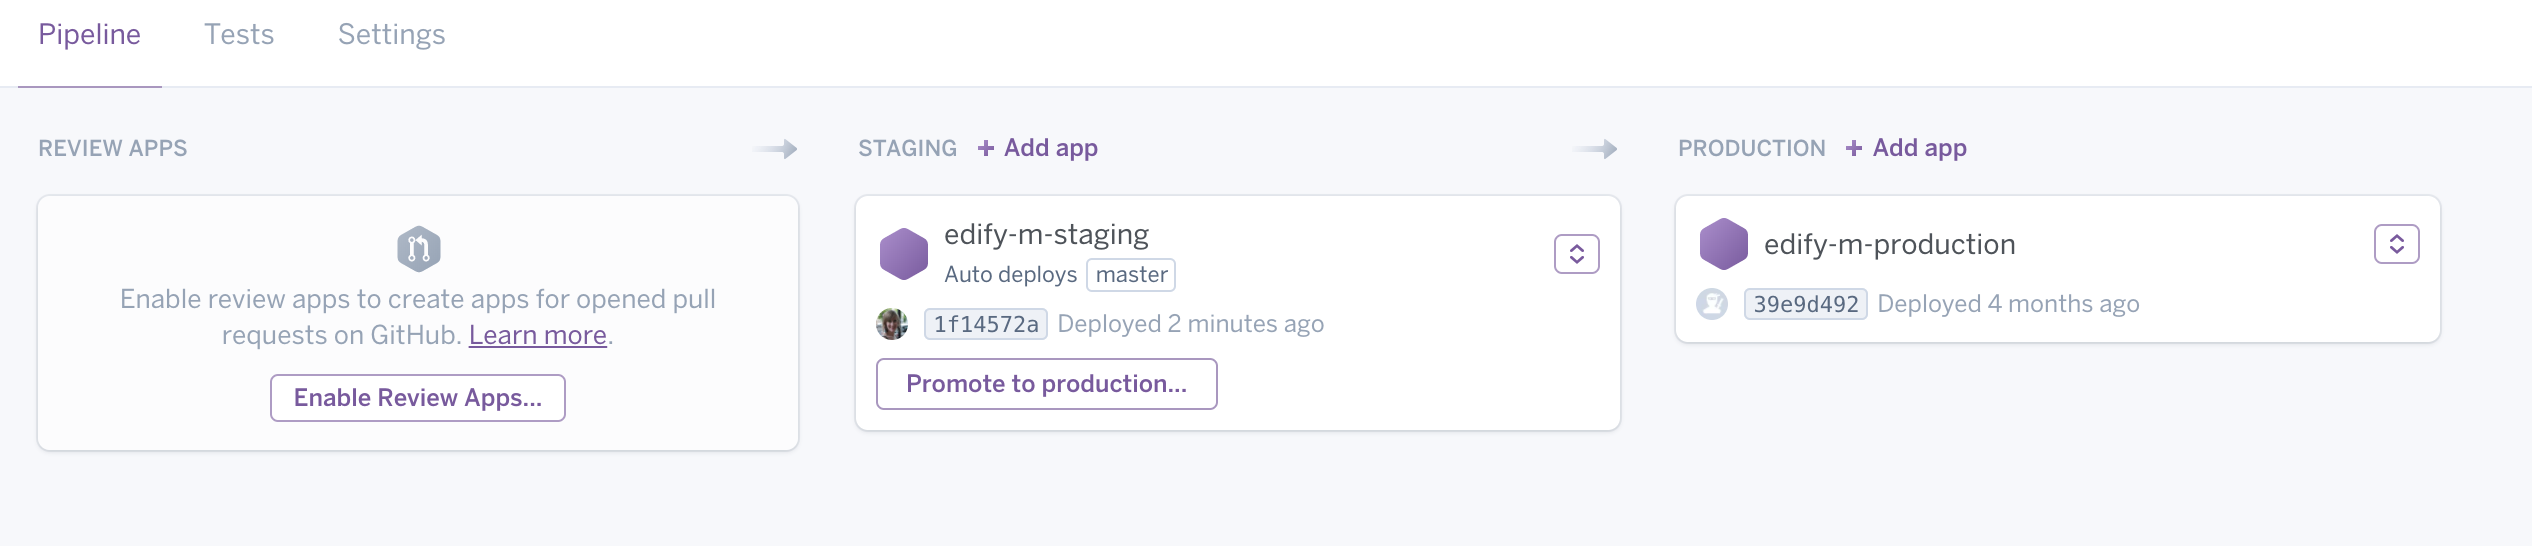 Pipeline Tests Settings
REVIEW APPS
Enable review apps to create apps for opened pull
requests on GitHub. Learn more.
Enable Review Apps...
STAGING + Add app
edify-m-staging
Auto deploys master
1f14572a Deployed 2 minutes ago
Promote to production...
PRODUCTION + Add app
edify-m-production
39e9d492 Deployed 4 months ago